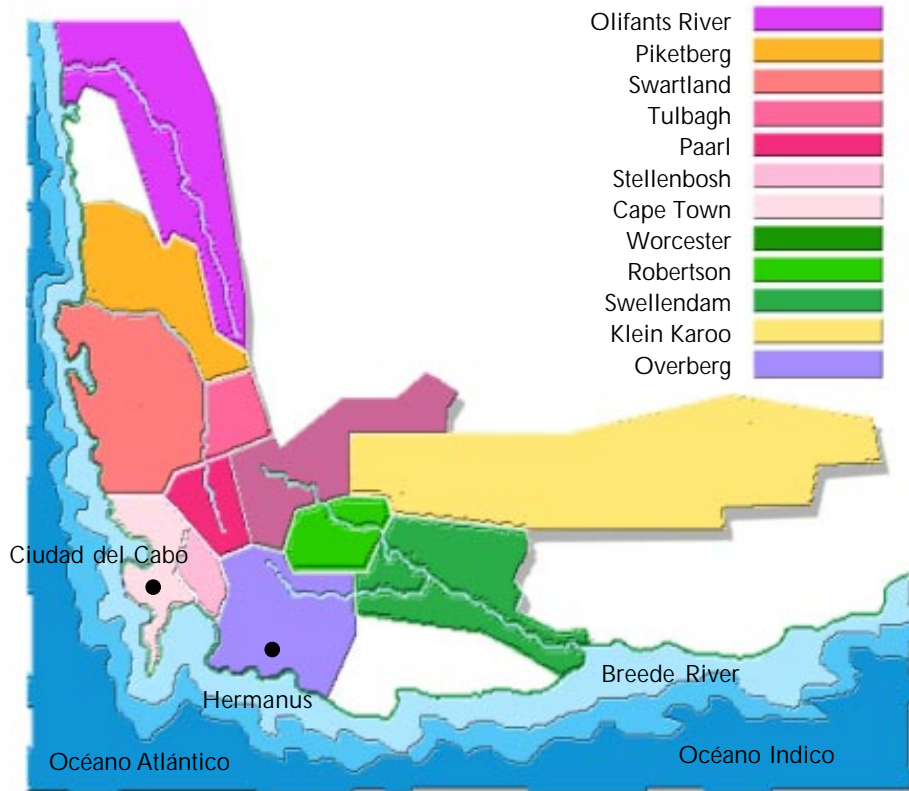 Olifants River
Piketberg
Swartland
Tulbagh
Paarl
Stellenbosh
Cape Town
Worcester
Robertson
Swellendam
Klein Karoo
Overberg
Ciudad del Cabo
Hermanus
Breede River
Océano Atlántico
Océano Indico